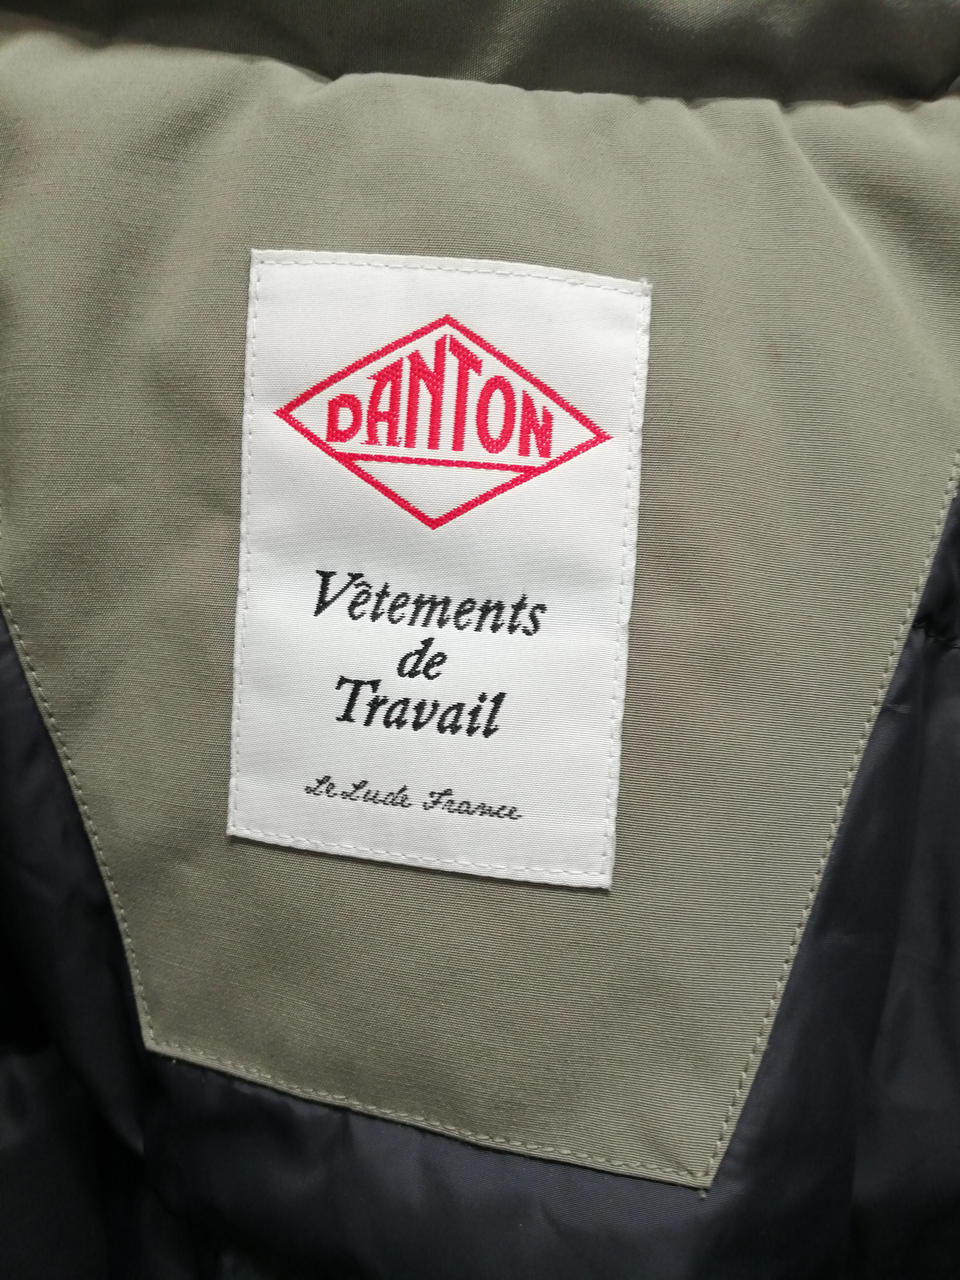 DANTON
Vêtements
de
Travail
Le Lude France